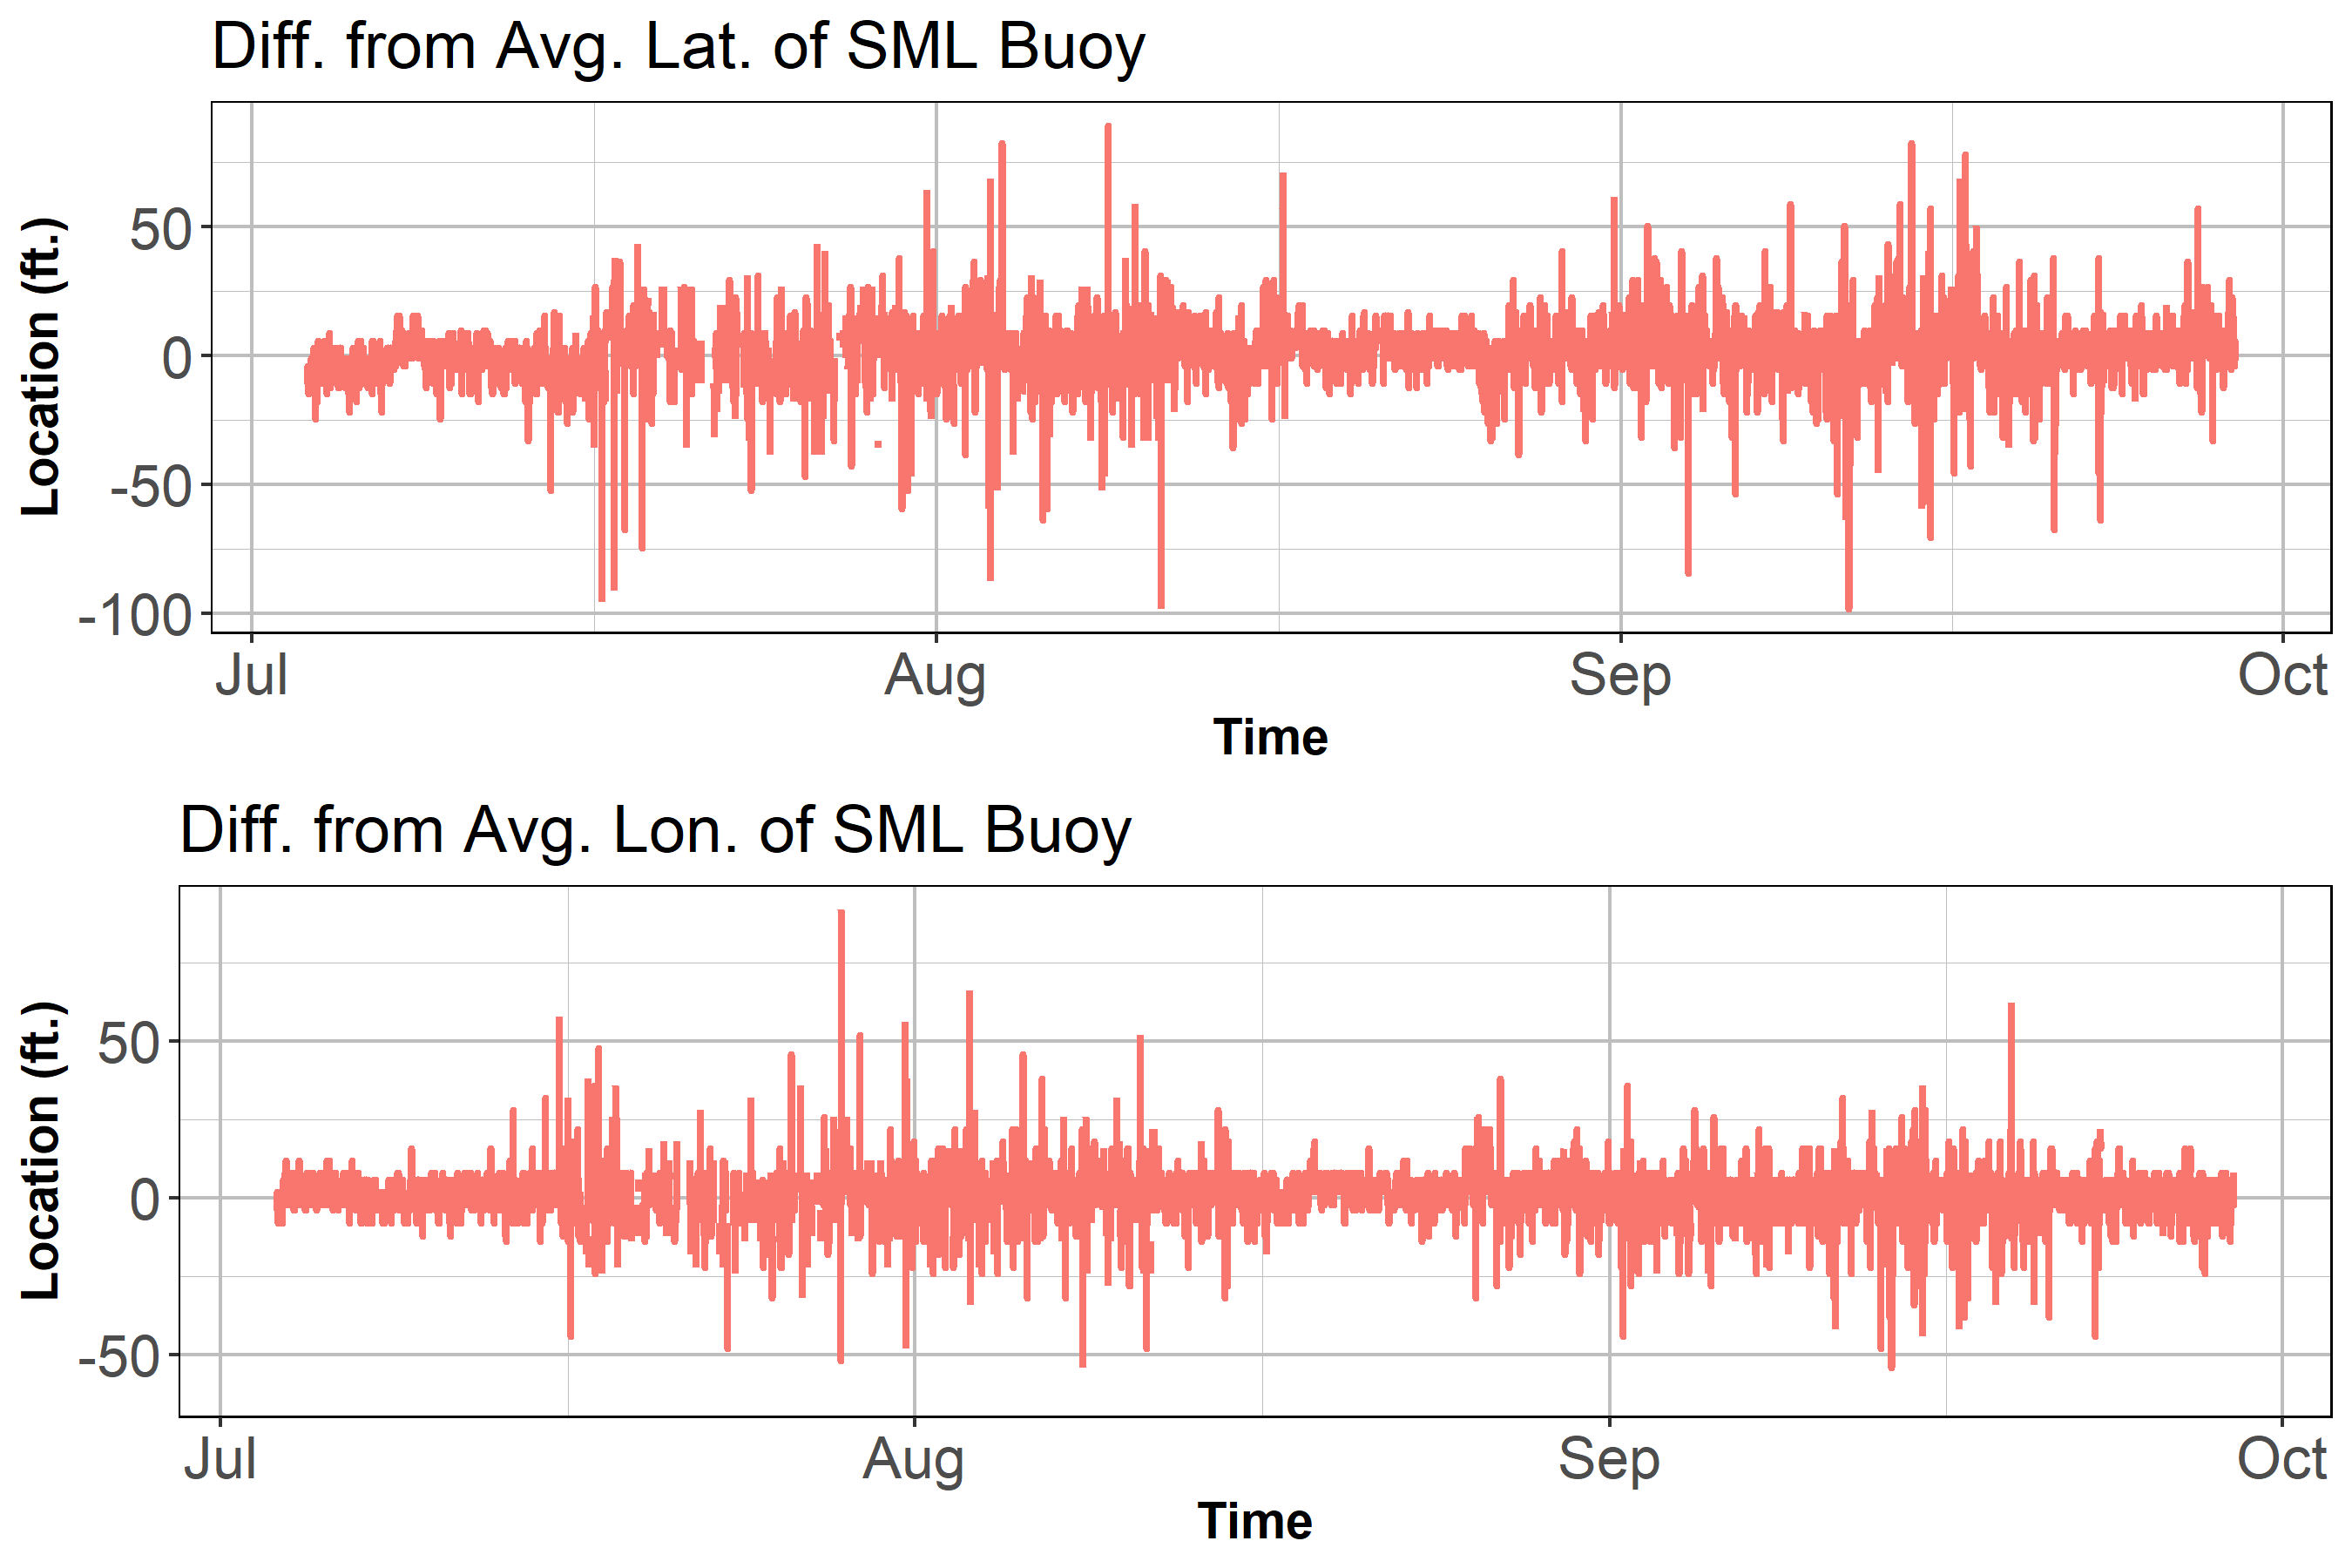 Diff. from Avg. Lat. of SML Buoy
Location (ft.)
50
0
-50
-100
Jul Aug Sep Oct
Time
Diff. from Avg. Lon. of SML Buoy
Location (ft.)
50
0
-50
Jul Aug Sep Oct
Time